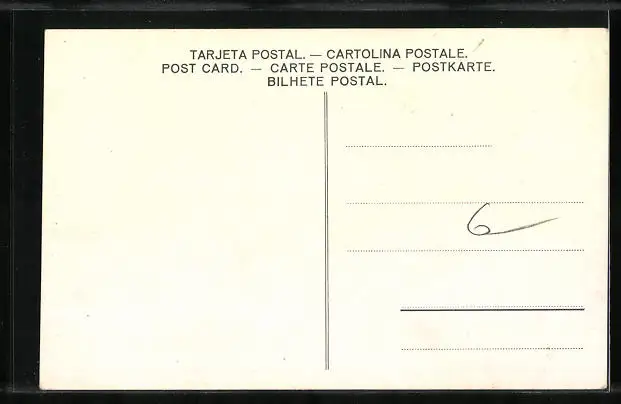 TARJETA POSTAL. — CARTOLINA POSTALE.
POST CARD. — CARTE POSTALE. — POSTKARTE.
BILHETE POSTAL.
6